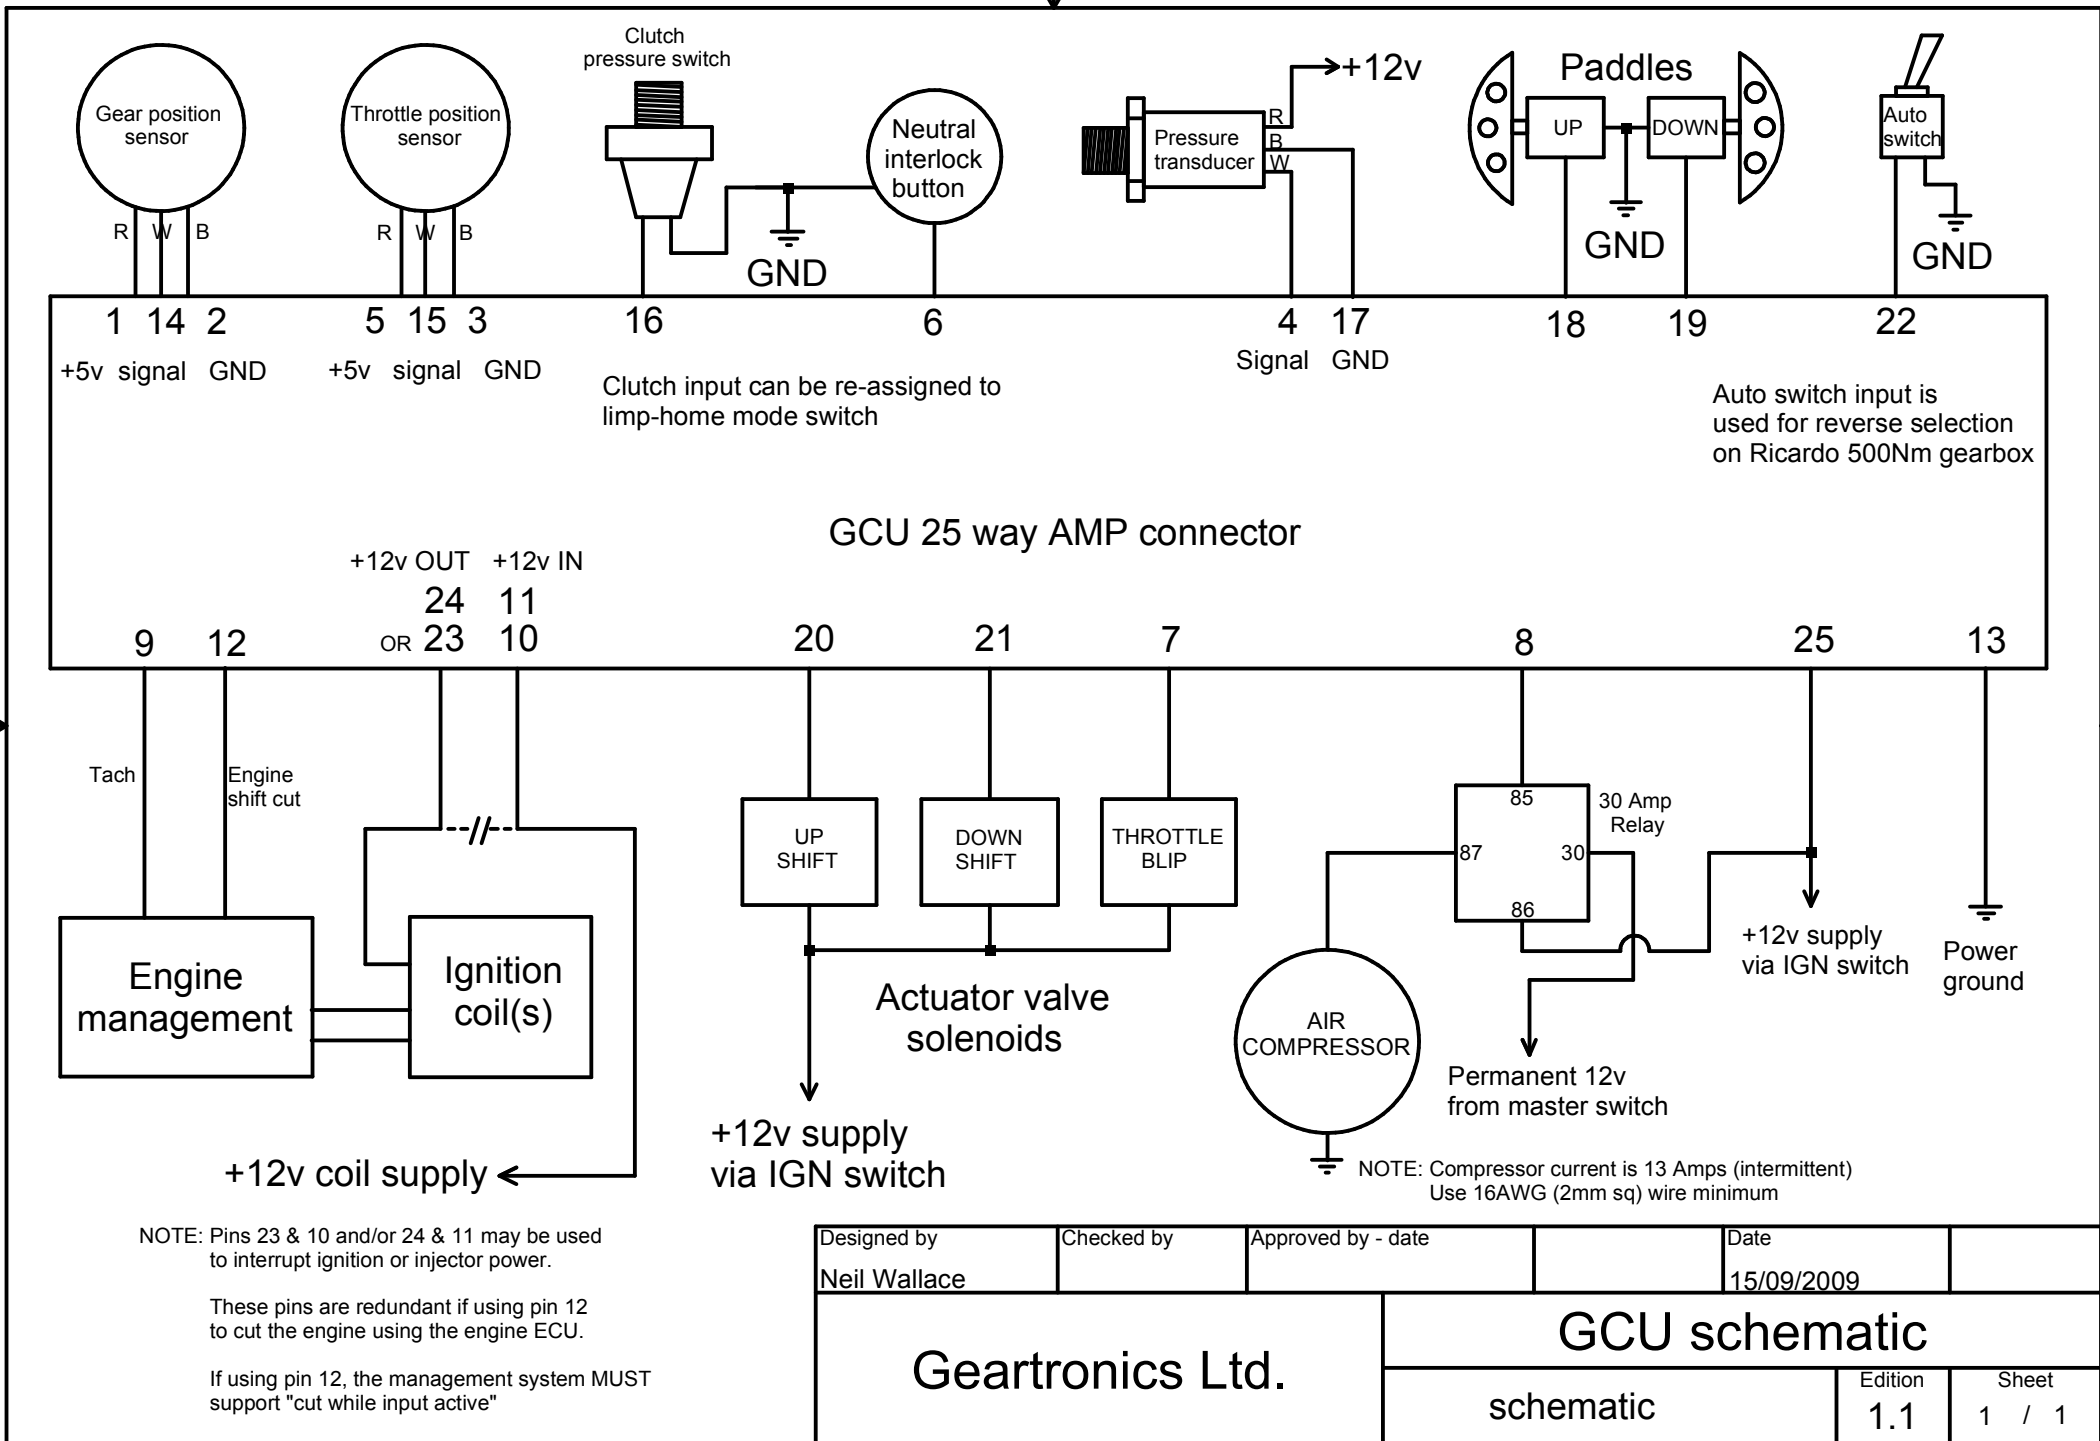 Clutch
pressure switch
Gear position
sensor
Throttle position
sensor
Neutral
interlock
button
Pressure
transducer
R
B
W
+12v
Paddles
UP
DOWN
Auto
switch
R W B
R W B
GND
GND
GND
1 14 2
5 15 3
16
6
4 17
18
19
22
+5v signal GND
+5v signal GND
Signal GND
Clutch input can be re-assigned to
limp-home mode switch
Auto switch input is
used for reverse selection
on Ricardo 500Nm gearbox
GCU 25 way AMP connector
+12v OUT +12v IN
24 11
9 12 OR 23 10 20 21 7 8 25 13
Tach
Engine
shift cut
UP
SHIFT
DOWN
SHIFT
THROTTLE
BLIP
85
87
30
86
30 Amp
Relay
Engine
management
Ignition
coil(s)
Actuator valve
solenoids
AIR
COMPRESSOR
+12v supply
via IGN switch
Power
ground
Permanent 12v
from master switch
+12v coil supply
+12v supply
via IGN switch
NOTE: Compressor current is 13 Amps (intermittent)
Use 16AWG (2mm sq) wire minimum
NOTE: Pins 23 & 10 and/or 24 & 11 may be used
to interrupt ignition or injector power.
These pins are redundant if using pin 12
to cut the engine using the engine ECU.
If using pin 12, the management system MUST
support "cut while input active"
Designed by
Neil Wallace
Checked by
Approved by - date
Date
15/09/2009
Geartronics Ltd.
GCU schematic
schematic
Edition
1.1
Sheet
1 / 1